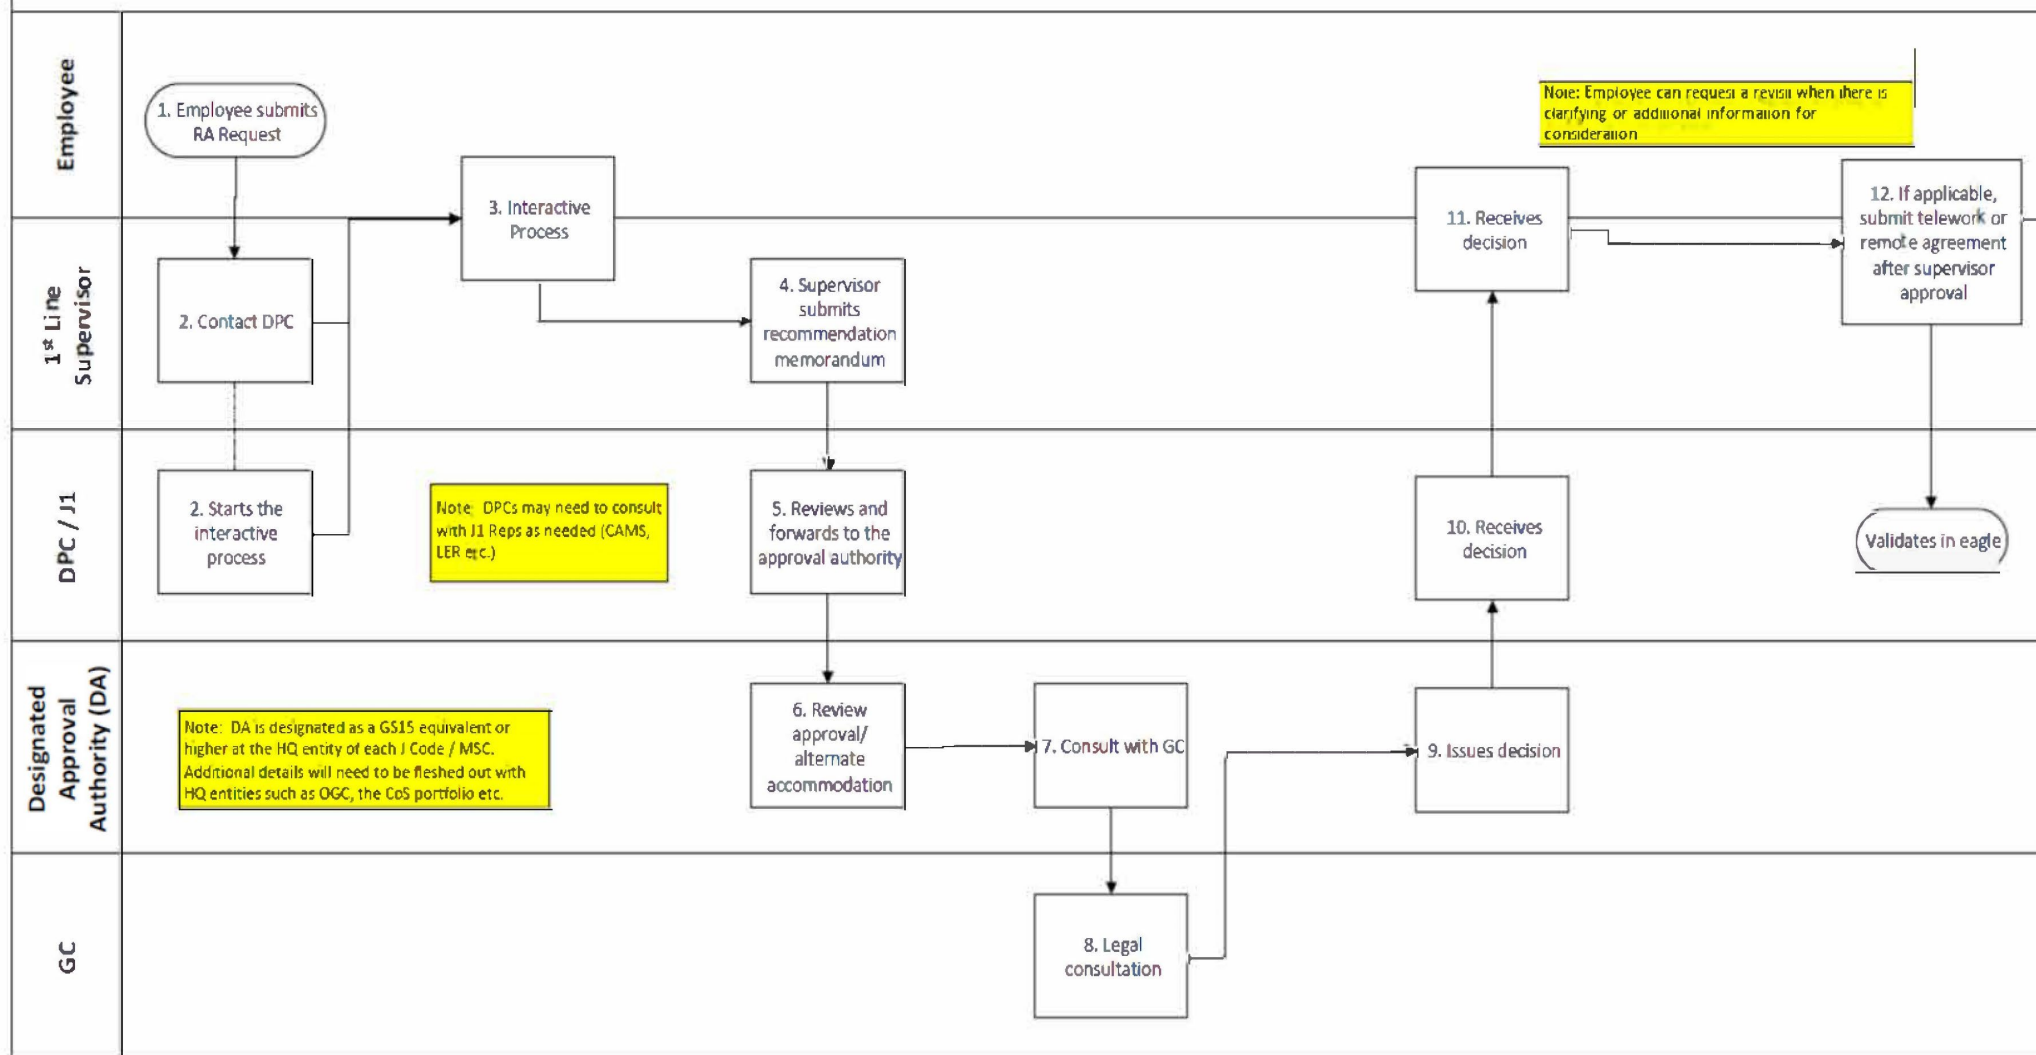 Employee
1. Employee submits
RA Request
3. Interactive
Process
Note: Employee can request a revisit when there is
clarifying or additional information for
consideration
11. Receives
decision
12. If applicable,
submit telework or
remote agreement
after supervisor
approval
1st Line
Supervisor
2. Contact DPC
4. Supervisor
submits
recommendation
memorandum
DPC / J1
2. Starts the
interactive
process
Note: DPCs may need to consult
with J1 Reps as needed (CAMS,
LER etc.)
5. Reviews and
forwards to the
approval authority
10. Receives
decision
Validates in eagle
Designated
Approval
Authority (DA)
Note: DA is designated as a GS15 equivalent or
higher at the HQ entity of each J Code / MSC.
Additional details will need to be fleshed out with
HQ entities such as OGC, the CoS portfolio etc.
6. Review
approval/
alternate
accommodation
7. Consult with GC
9. Issues decision
GC
8. Legal
consultation